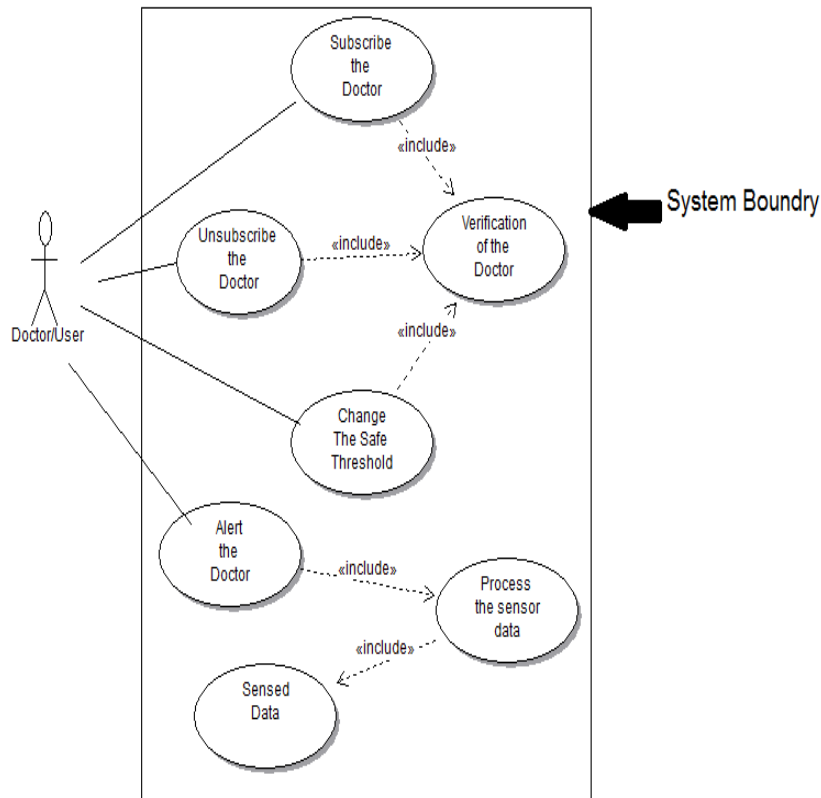 Subscribe
the
Doctor
«include»
System Boundry
Verification
of the
Doctor
Unsubscribe
the
Doctor
«include»
Doctor/User
«include»
Change
The Safe
Threshold
Alert
the
Doctor
«include»
Process
the sensor
data
«include»
Sensed
Data